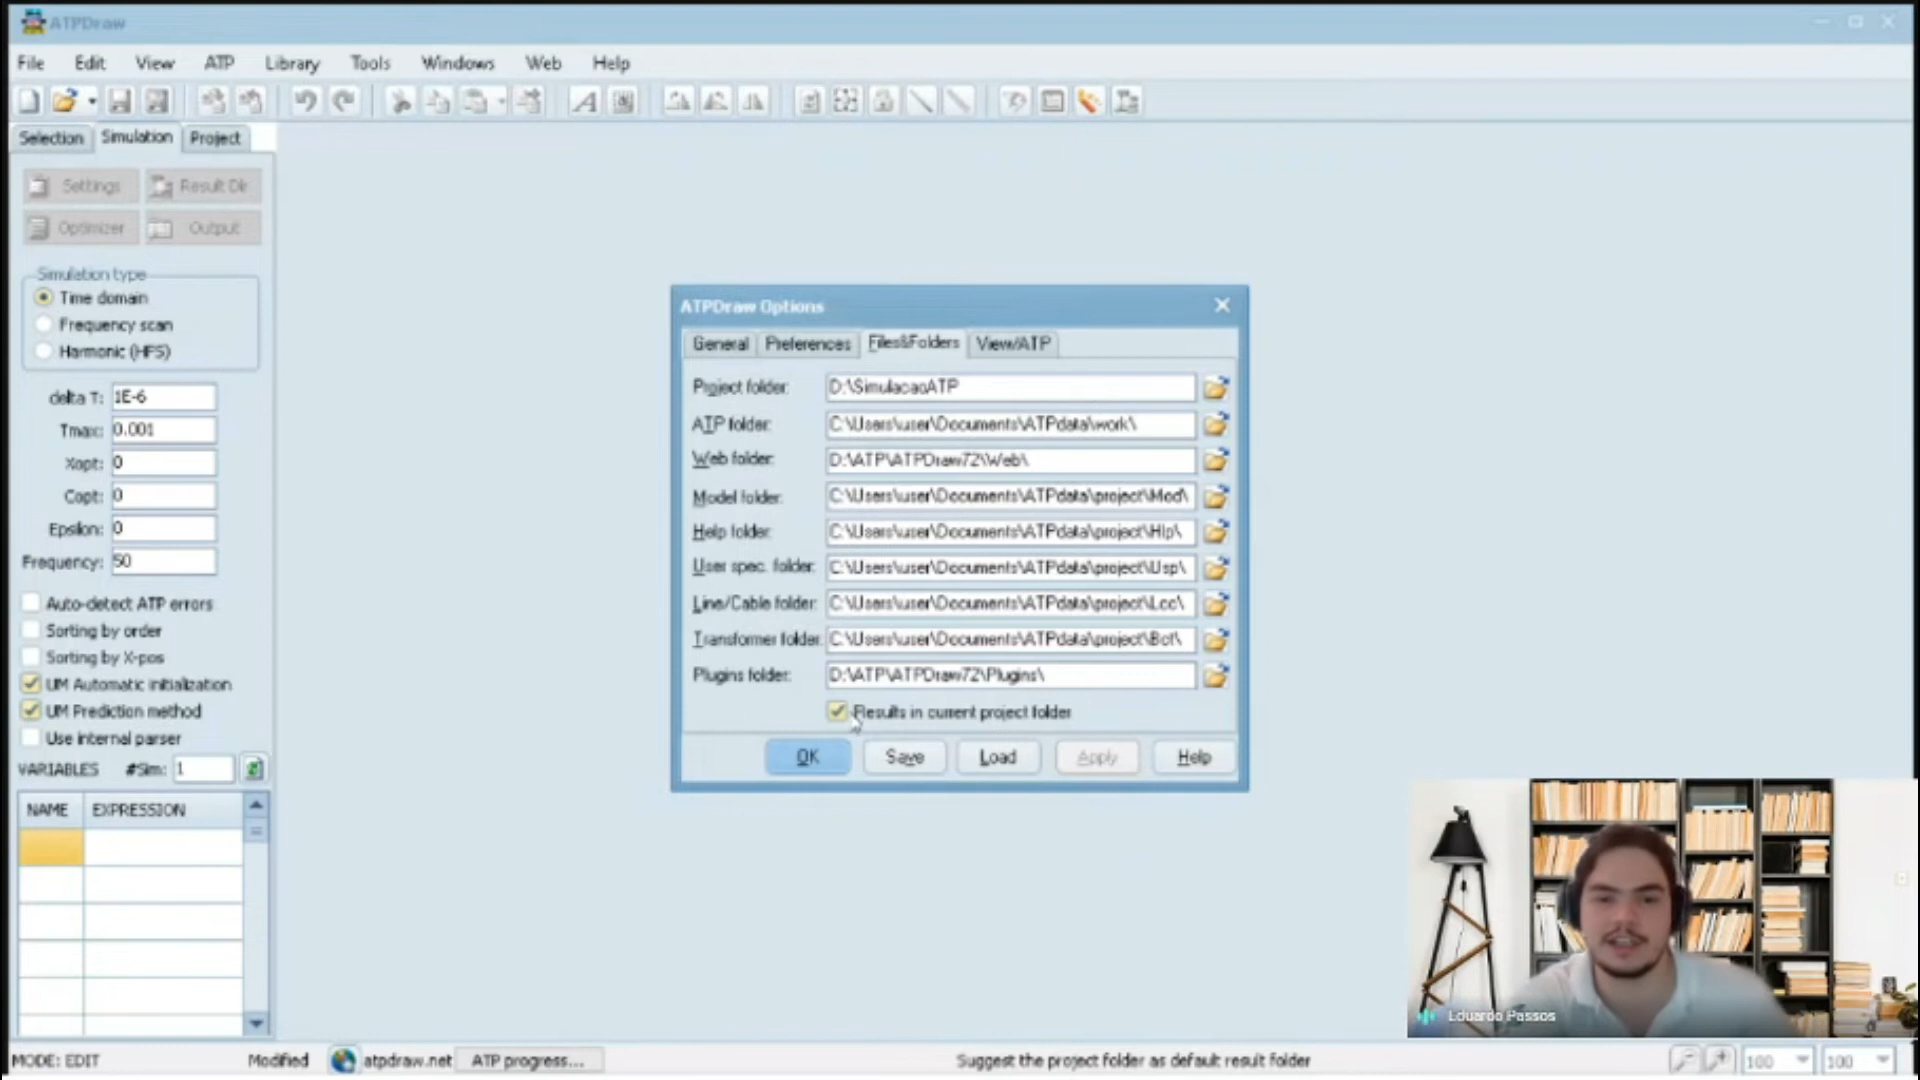 ATPDraw
File Edit View ATP Library Tools Windows Web Help
Selection Simulation Project
Settings Result Dir
Optimizer Output
Simulation type
Time domain
Frequency scan
Harmonic (HFS)
delta T: 1E-6
Tmax: 0.001
Xopt: 0
Copt: 0
Epsilon: 0
Frequency: 50
Auto-detect ATP errors
Sorting by order
Sorting by X-pos
UM Automatic initialization
UM Prediction method
Use internal parser
VARIABLES #Sim: 1
NAME EXPRESSION
ATPDraw Options
General Preferences Files&Folders View/ATP
Project folder: D:\SimulacaoATP
ATP folder: C:\Users\user\Documents\ATPdata\work\
Web folder: D:\ATP\ATPDraw72\Web\
Model folder: C:\Users\user\Documents\ATPdata\project\Mod\
Help folder: C:\Users\user\Documents\ATPdata\project\Hlp\
User spec. folder: C:\Users\user\Documents\ATPdata\project\Usp\
Line/Cable folder: C:\Users\user\Documents\ATPdata\project\Lcc\
Transformer folder: C:\Users\user\Documents\ATPdata\project\Bct\
Plugins folder: D:\ATP\ATPDraw72\Plugins\
Results in current project folder
OK Save Load Apply Help
Eduardo Passos
MODE: EDIT Modified atpdraw.net ATP progress... Suggest the project folder as default result folder 100 100